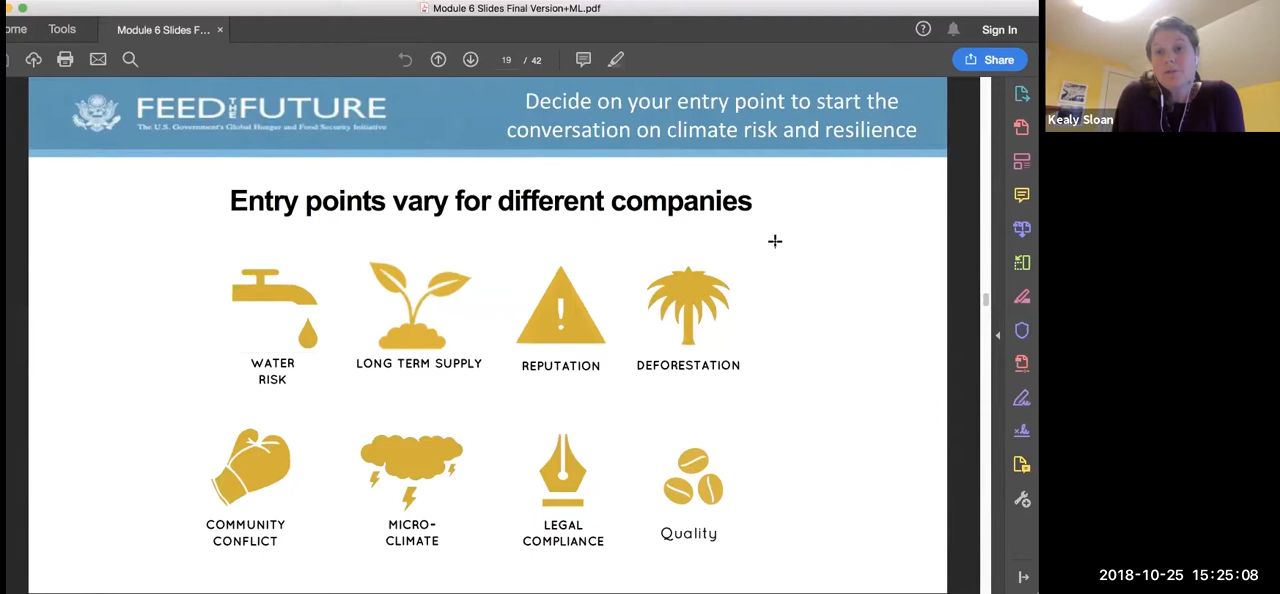 Module 6 Slides Final Version+ML.pdf
ome Tools Module 6 Slides F... × Sign In
19 / 42 Share
FEED THE FUTURE
The U.S. Government's Global Hunger and Food Security Initiative
Decide on your entry point to start the
conversation on climate risk and resilience
Kealy Sloan
Entry points vary for different companies
WATER
RISK
LONG TERM SUPPLY
REPUTATION
DEFORESTATION
COMMUNITY
CONFLICT
MICRO-
CLIMATE
LEGAL
COMPLIANCE
Quality
2018-10-25 15:25:08